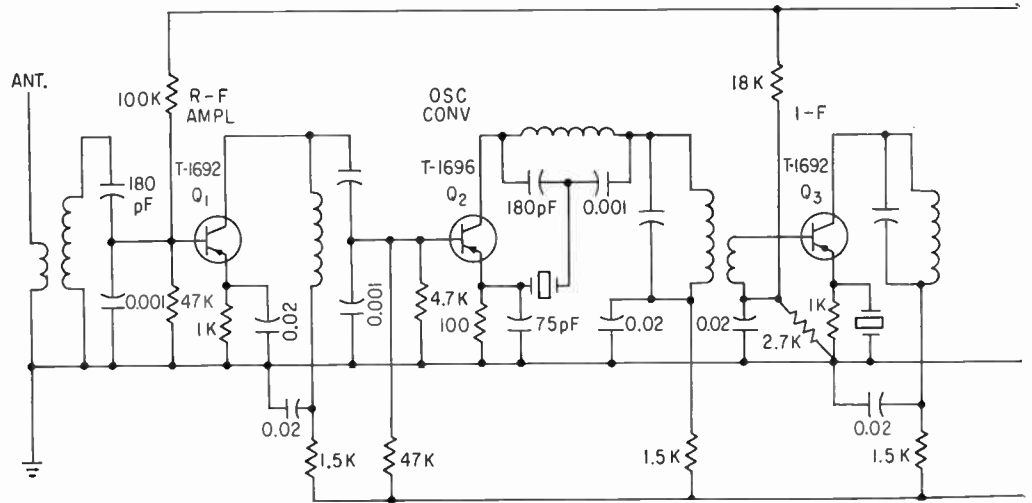 ANT.
100K
R-F
AMPL
OSC
CONV
18K
I-F
180
pF
T-1692
Q1
T-1696
Q2
180pF
0.001
T-1692
Q3
0.001
47K
1K
0.02
0.001
4.7K
100
75pF
0.02
0.02
2.7K
1K
0.02
0.02
1.5K
47K
1.5K
1.5K